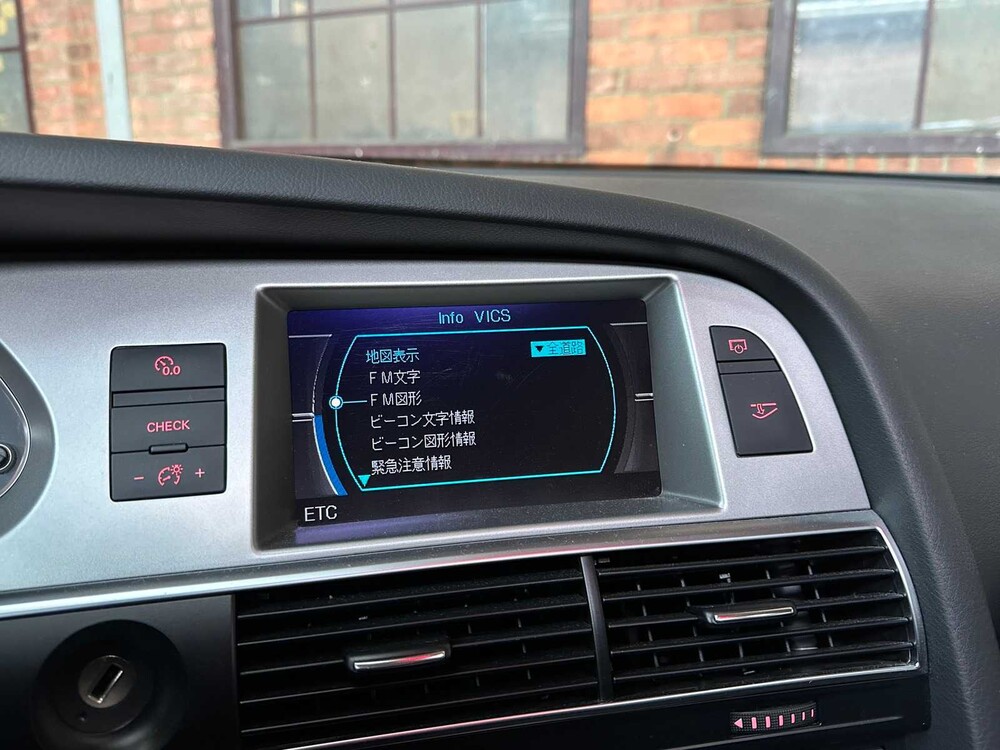 Info VICS
地図表示
▼全道路
FM文字
FM図形
ビーコン文字情報
ビーコン図形情報
緊急注意情報
ETC
0.0
CHECK
- +